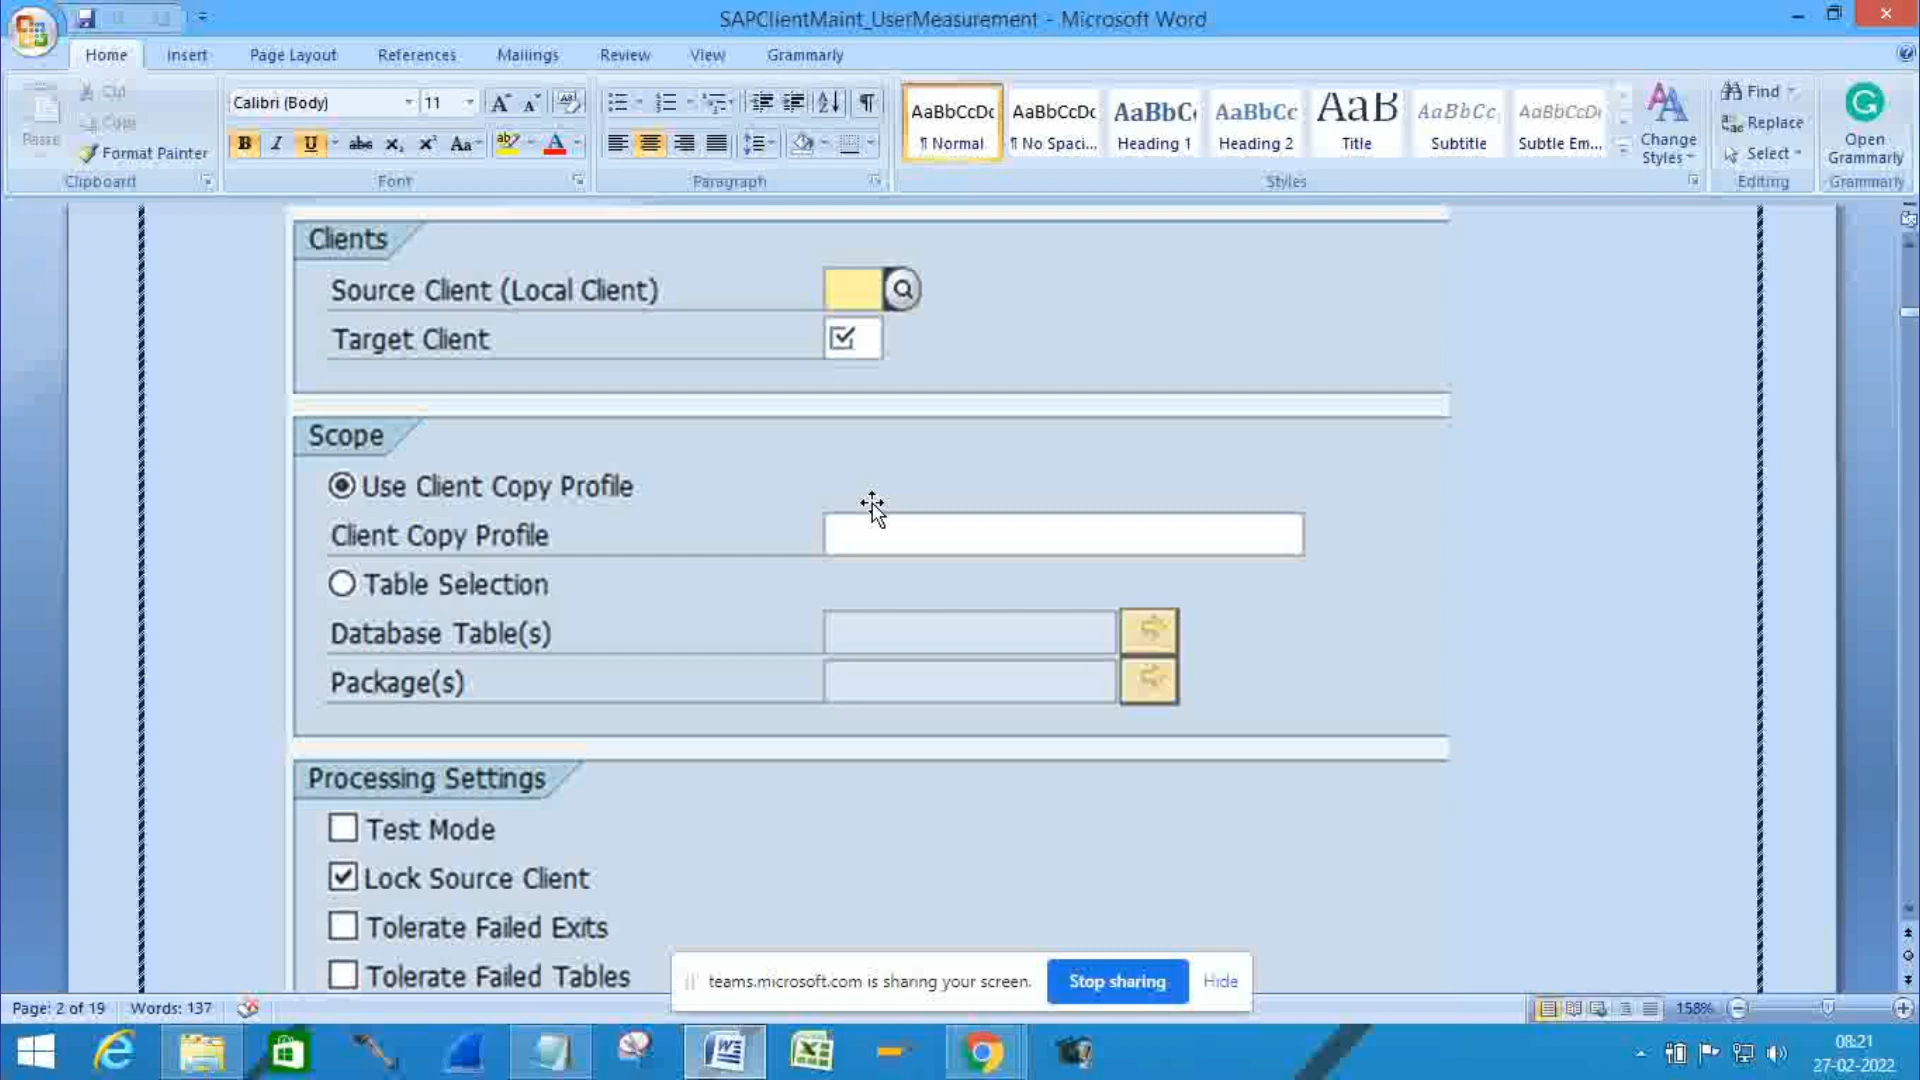 SAPClientMaint_UserMeasurement - Microsoft Word
Home Insert Page Layout References Mailings Review View Grammarly
Paste
Cut
Copy
Format Painter
Clipboard
Calibri (Body) 11
Font
Paragraph
AaBbCcDc AaBbCcDc AaBbC AaBbCc AaB AaBbCc. AaBbCcDi
¶ Normal ¶ No Spaci... Heading 1 Heading 2 Title Subtitle Subtle Em...
Change Styles
Styles
Find
Replace
Select
Editing
Open Grammarly
Grammarly
Clients
Source Client (Local Client)
Target Client
Scope
Use Client Copy Profile
Client Copy Profile
Table Selection
Database Table(s)
Package(s)
Processing Settings
Test Mode
Lock Source Client
Tolerate Failed Exits
Tolerate Failed Tables
teams.microsoft.com is sharing your screen. Stop sharing Hide
Page: 2 of 19 Words: 137 158%
08:21
27-02-2022